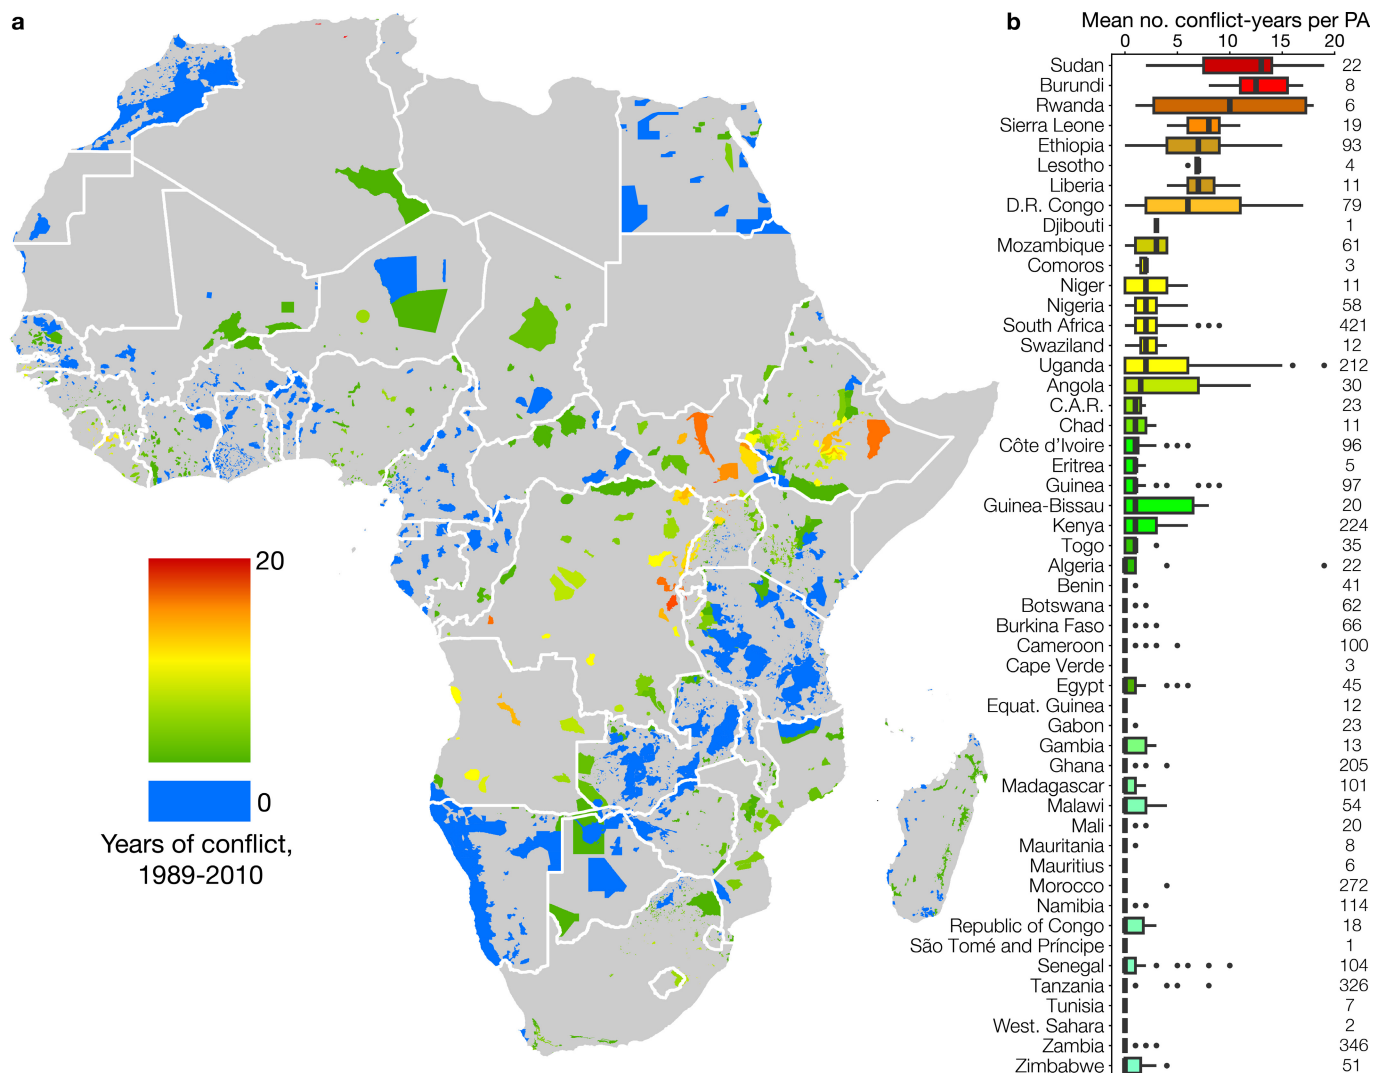 a
20
0
Years of conflict,
1989-2010
b
Mean no. conflict-years per PA
0 5 10 15 20
Sudan 22
Burundi 8
Rwanda 6
Sierra Leone 19
Ethiopia 93
Lesotho 4
Liberia 11
D.R. Congo 79
Djibouti 1
Mozambique 61
Comoros 3
Niger 11
Nigeria 58
South Africa 421
Swaziland 12
Uganda 212
Angola 30
C.A.R. 23
Chad 11
Côte d’Ivoire 96
Eritrea 5
Guinea 97
Guinea-Bissau 20
Kenya 224
Togo 35
Algeria 22
Benin 41
Botswana 62
Burkina Faso 66
Cameroon 100
Cape Verde 3
Egypt 45
Equat. Guinea 12
Gabon 23
Gambia 13
Ghana 205
Madagascar 101
Malawi 54
Mali 20
Mauritania 8
Mauritius 6
Morocco 272
Namibia 114
Republic of Congo 18
São Tomé and Príncipe 1
Senegal 104
Tanzania 326
Tunisia 7
West. Sahara 2
Zambia 346
Zimbabwe 51